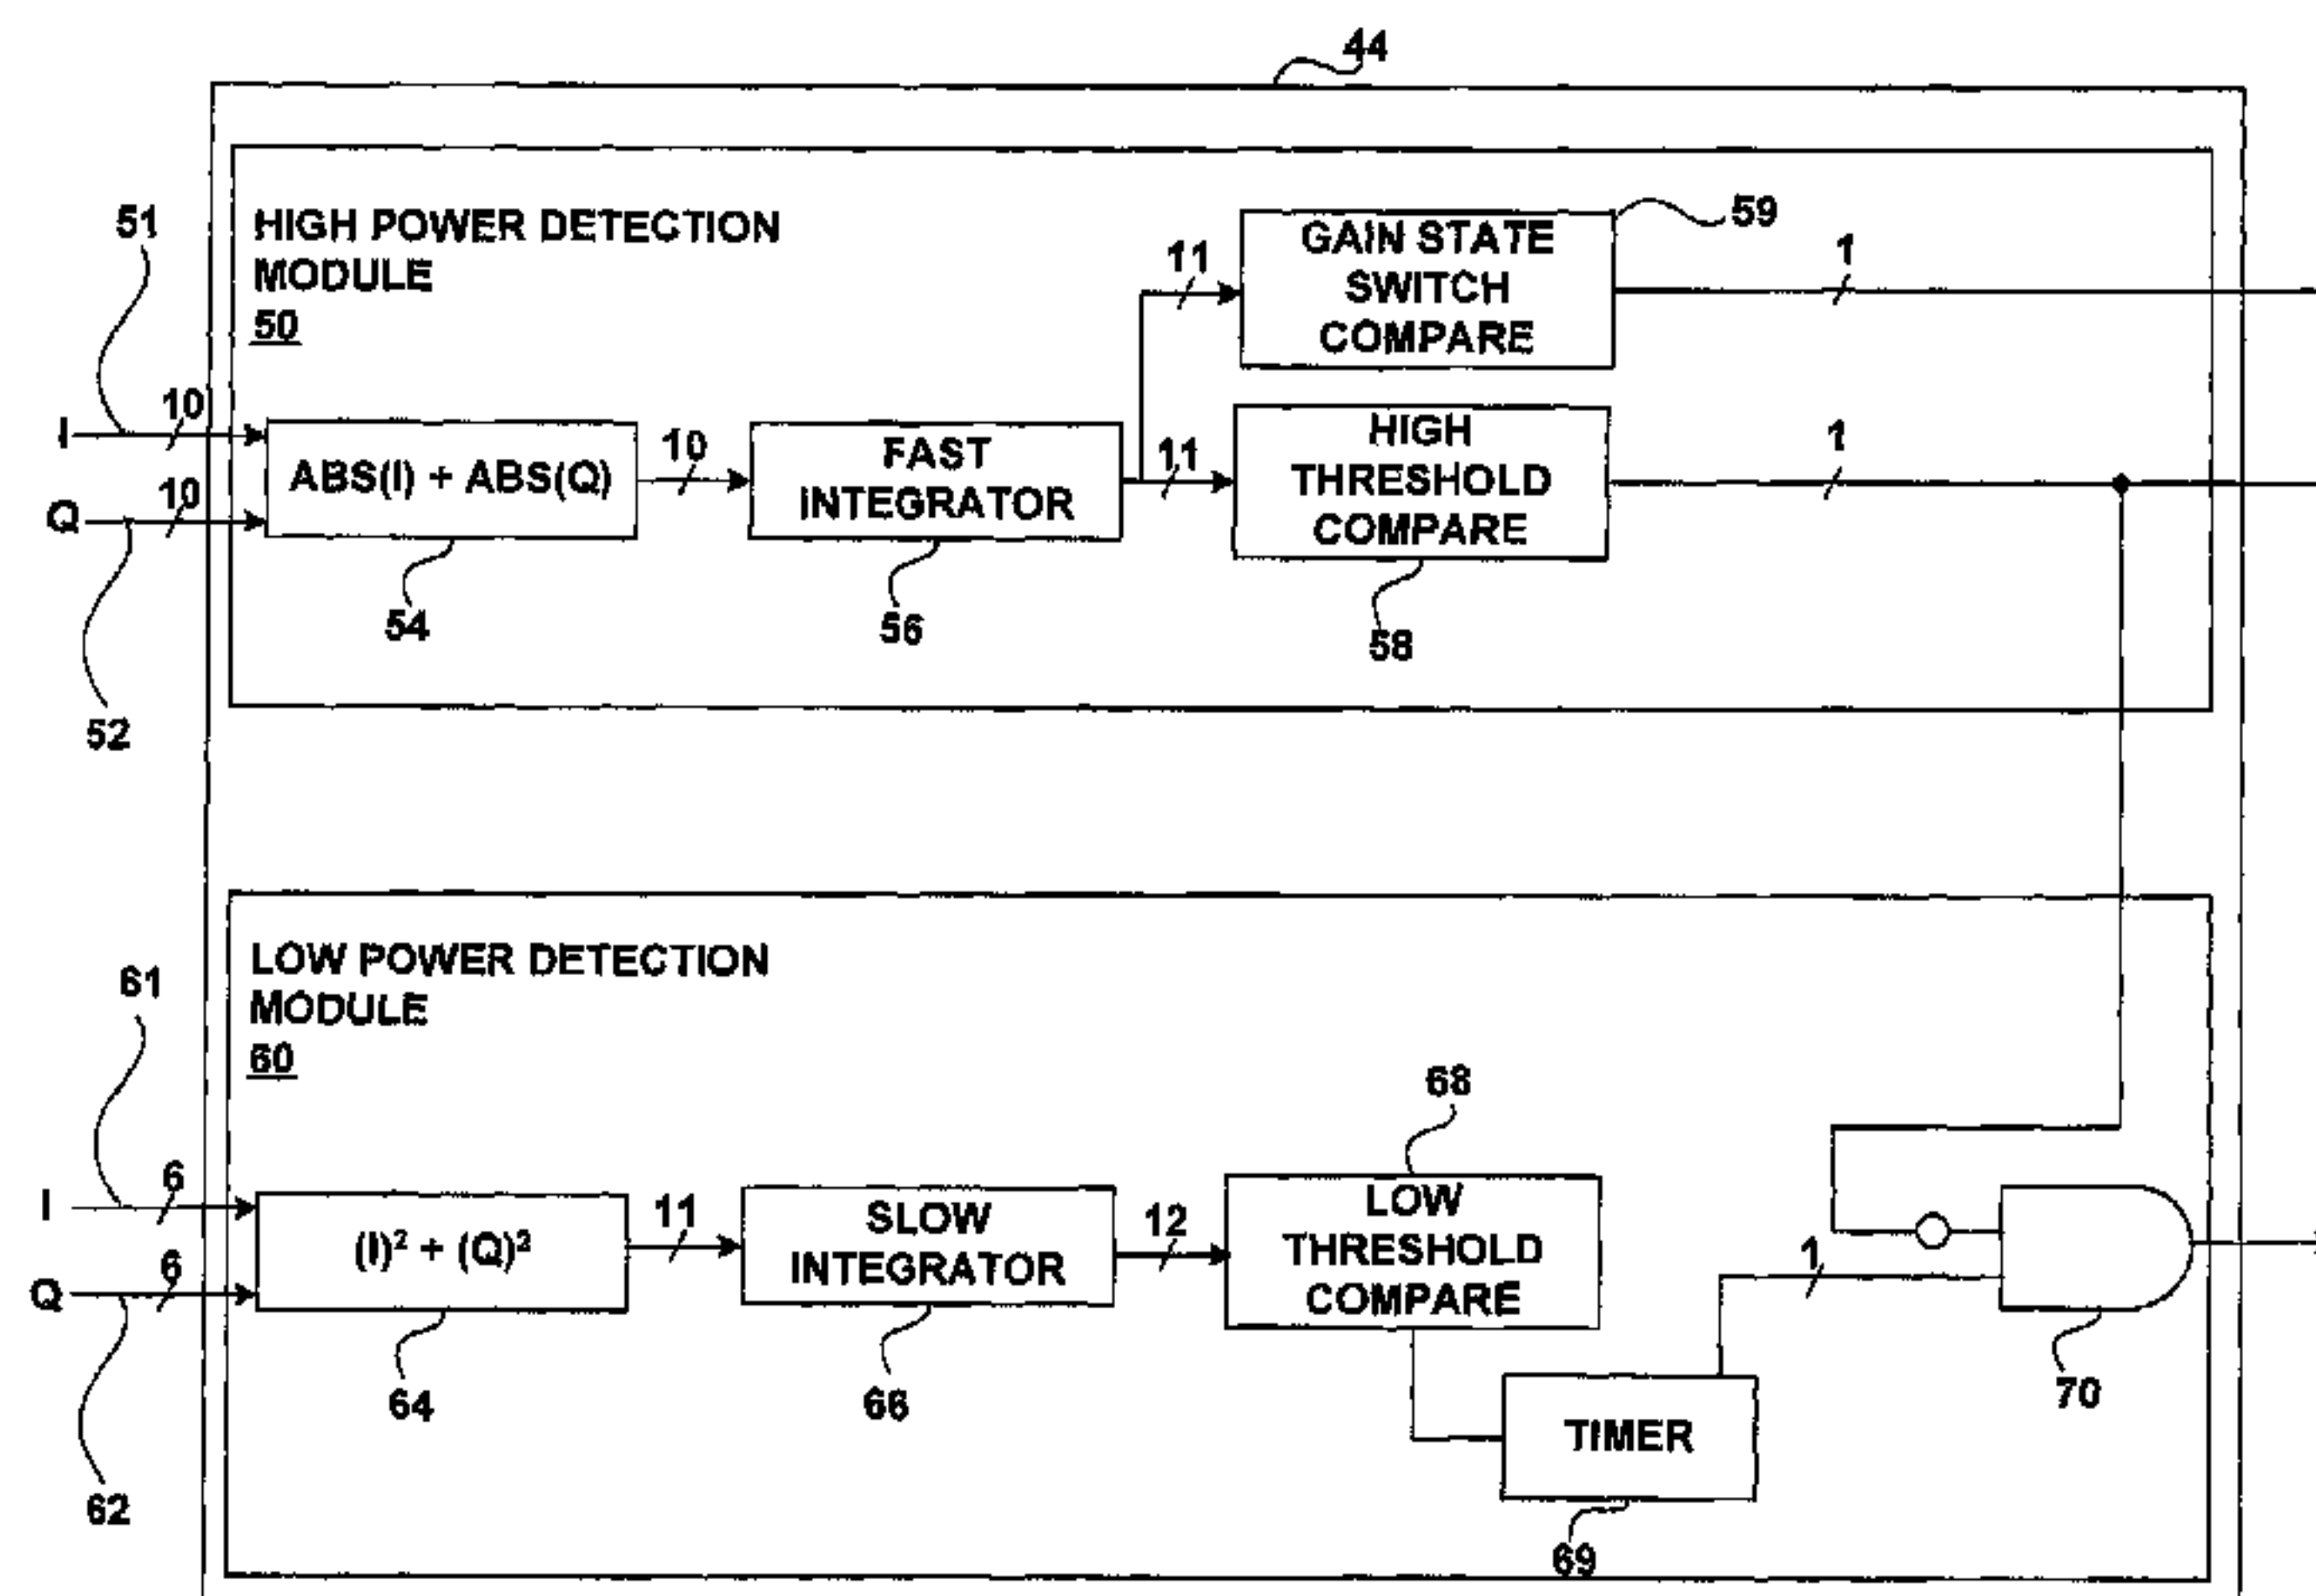 44
HIGH POWER DETECTION
MODULE
50
51
I
10
Q
10
52
ABS(I) + ABS(Q)
54
10
FAST
INTEGRATOR
56
11
GAIN STATE
SWITCH
COMPARE
59
1
11
HIGH
THRESHOLD
COMPARE
58
1
LOW POWER DETECTION
MODULE
60
61
I
6
Q
6
62
(I)² + (Q)²
64
11
SLOW
INTEGRATOR
66
12
68
LOW
THRESHOLD
COMPARE
TIMER
69
1
70